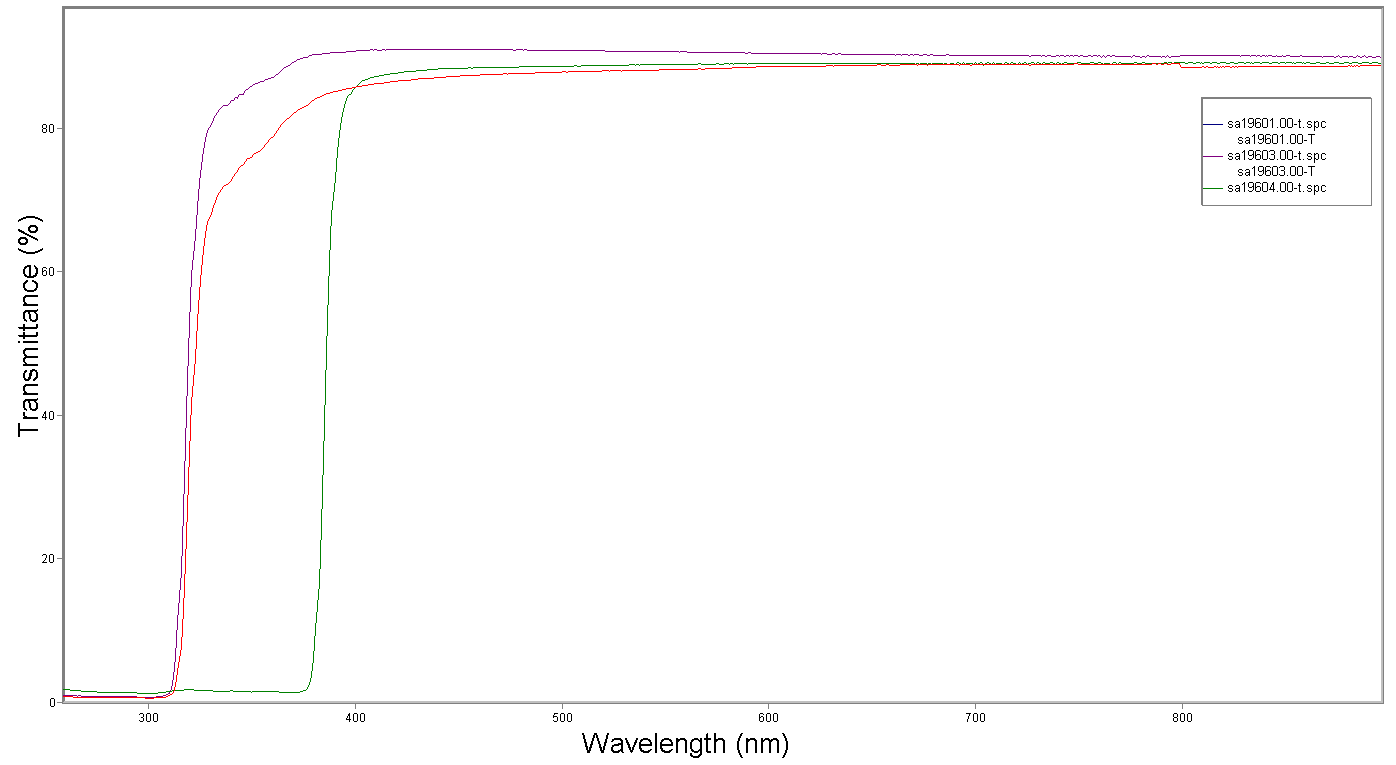 Transmittance (%)
80
60
40
20
0
sa19601.00-t.spc
sa19601.00-T
sa19603.00-t.spc
sa19603.00-T
sa19604.00-t.spc
300 400 500 600 700 800
Wavelength (nm)